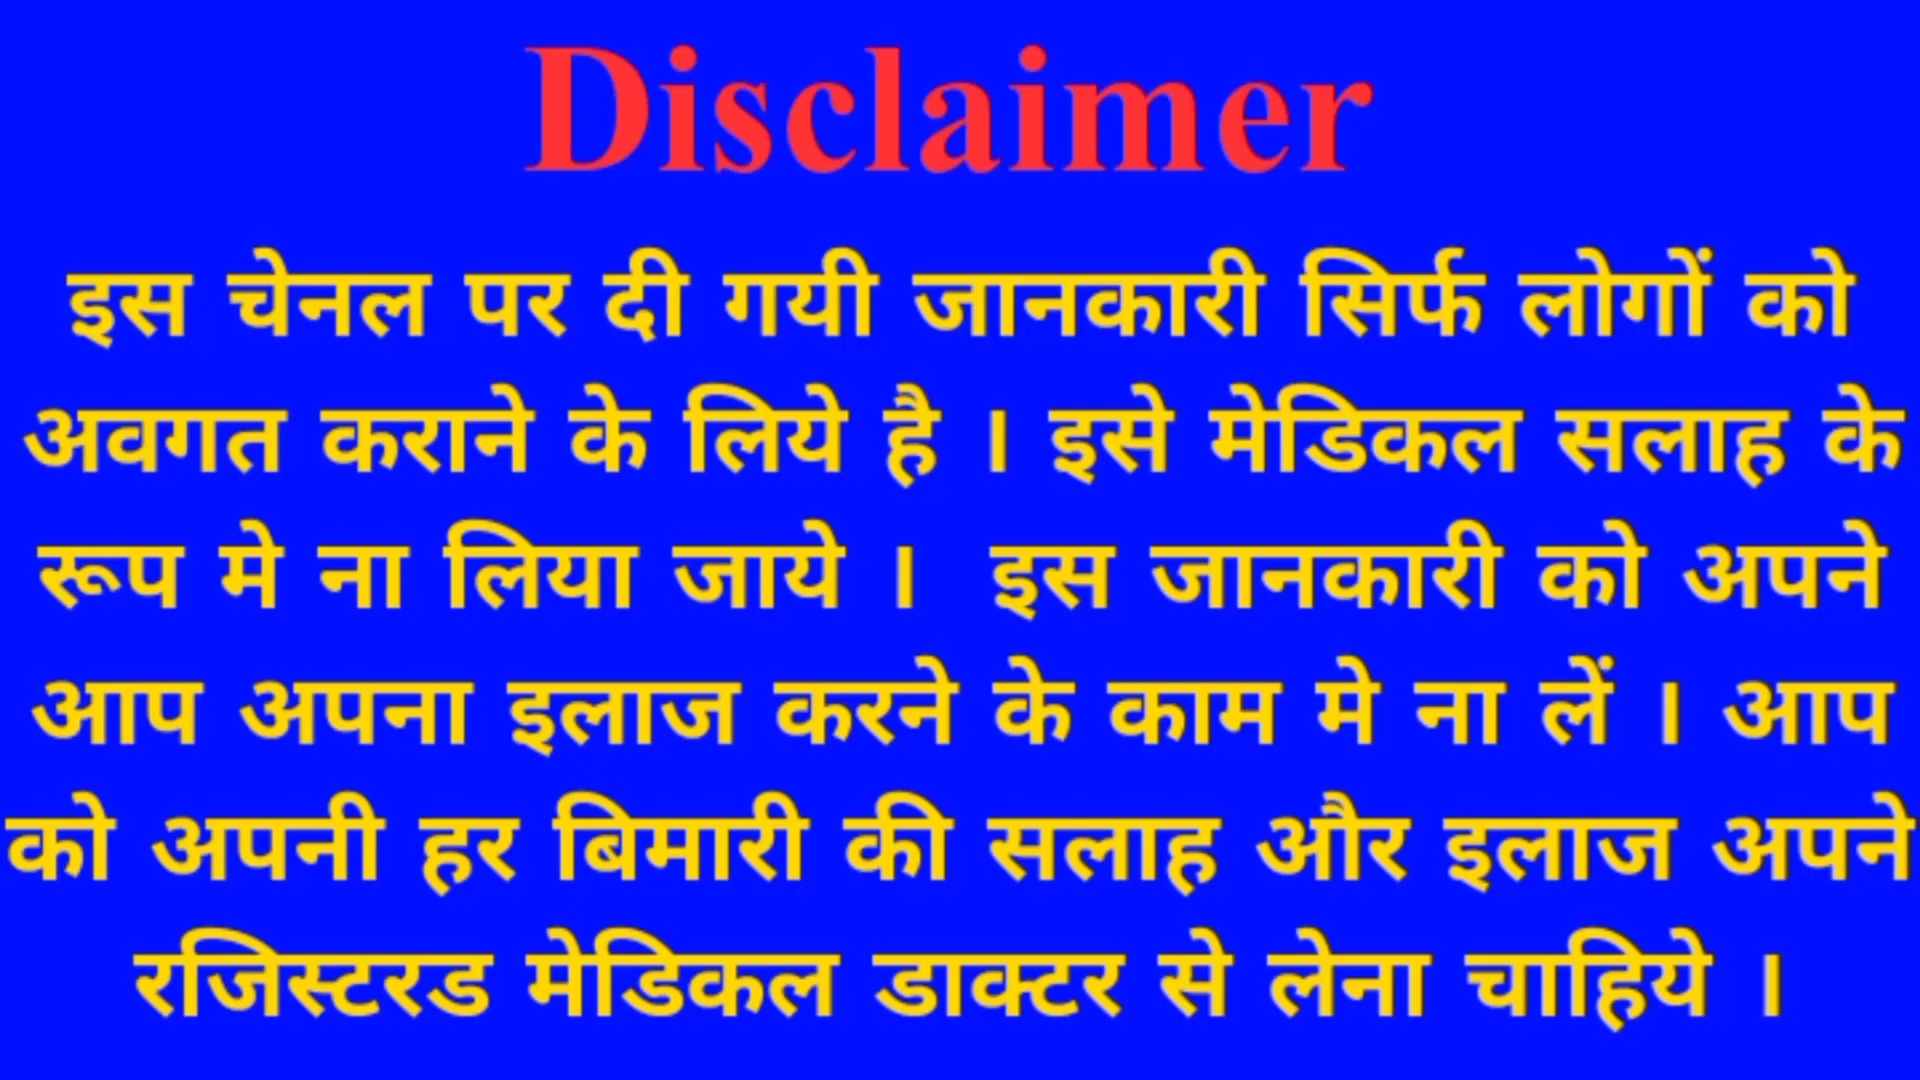 Disclaimer
इस चेनल पर दी गयी जानकारी सिर्फ लोगों को
अवगत कराने के लिये है । इसे मेडिकल सलाह के
रूप मे ना लिया जाये । इस जानकारी को अपने
आप अपना इलाज करने के काम मे ना लें । आप
को अपनी हर बिमारी की सलाह और इलाज अपने
रजिस्टरड मेडिकल डाक्टर से लेना चाहिये ।